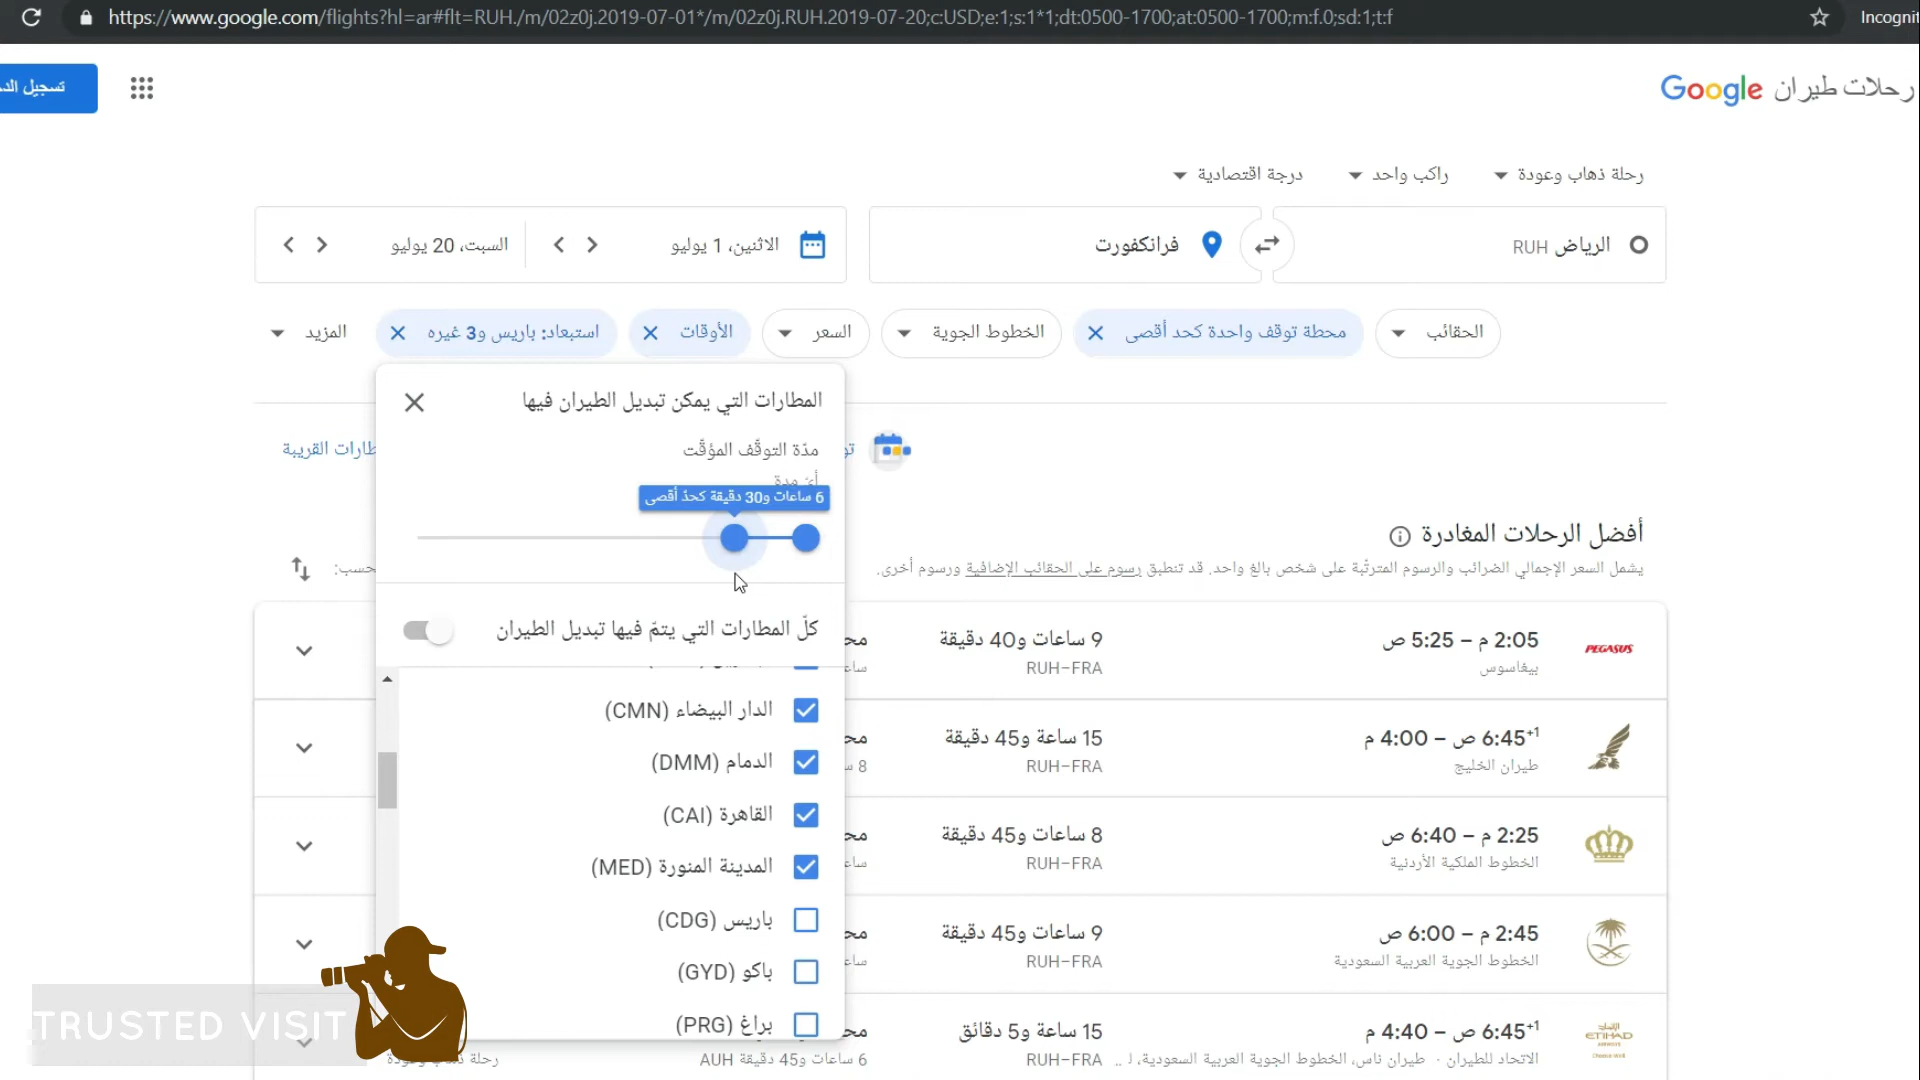 https://www.google.com/flights?hl=ar#flt=RUH./m/02z0j.2019-07-01*/m/02z0j.RUH.2019-07-20;c:USD;e:1;s:1*1;dt:0500-1700;at:0500-1700;m:f.0;sd:1;t:f
Google رحلات طيران
رحلة ذهاب وعودة
راكب واحد
درجة اقتصادية
الرياض RUH
فرانكفورت
الاثنين، 1 يوليو
السبت، 20 يوليو
الحقائب
محطة توقف واحدة كحد أقصى
الخطوط الجوية
السعر
الأوقات
استبعاد: باريس و3 غيره
المزيد
المطارات التي يمكن تبديل الطيران فيها
مدّة التوقّف المؤقّت
أيّ مدة
6 ساعات و30 دقيقة كحدّ أقصى
كلّ المطارات التي يتمّ فيها تبديل الطيران
الدار البيضاء (CMN)
الدمام (DMM)
القاهرة (CAI)
المدينة المنورة (MED)
باريس (CDG)
باكو (GYD)
براغ (PRG)
أفضل الرحلات المغادرة
يشمل السعر الإجمالي الضرائب والرسوم المترتّبة على شخص بالغ واحد. قد تنطبق رسوم على الحقائب الإضافية ورسوم أخرى.
PEGASUS
2:05 م – 5:25 ص
9 ساعات و40 دقيقة
بيغاسوس
RUH–FRA
6:45 ص – 4:00 م +1
15 ساعة و45 دقيقة
طيران الخليج
RUH–FRA
2:25 م – 6:40 ص
8 ساعات و45 دقيقة
الخطوط الملكية الأردنية
RUH–FRA
2:45 م – 6:00 ص
9 ساعات و45 دقيقة
الخطوط الجوية العربية السعودية
RUH–FRA
ETIHAD
6:45 ص – 4:40 م +1
15 ساعة و5 دقائق
الاتحاد للطيران · طيران ناس، الخطوط الجوية العربية السعودية،
RUH–FRA
6 ساعات و45 دقيقة AUH
TRUSTED VISIT